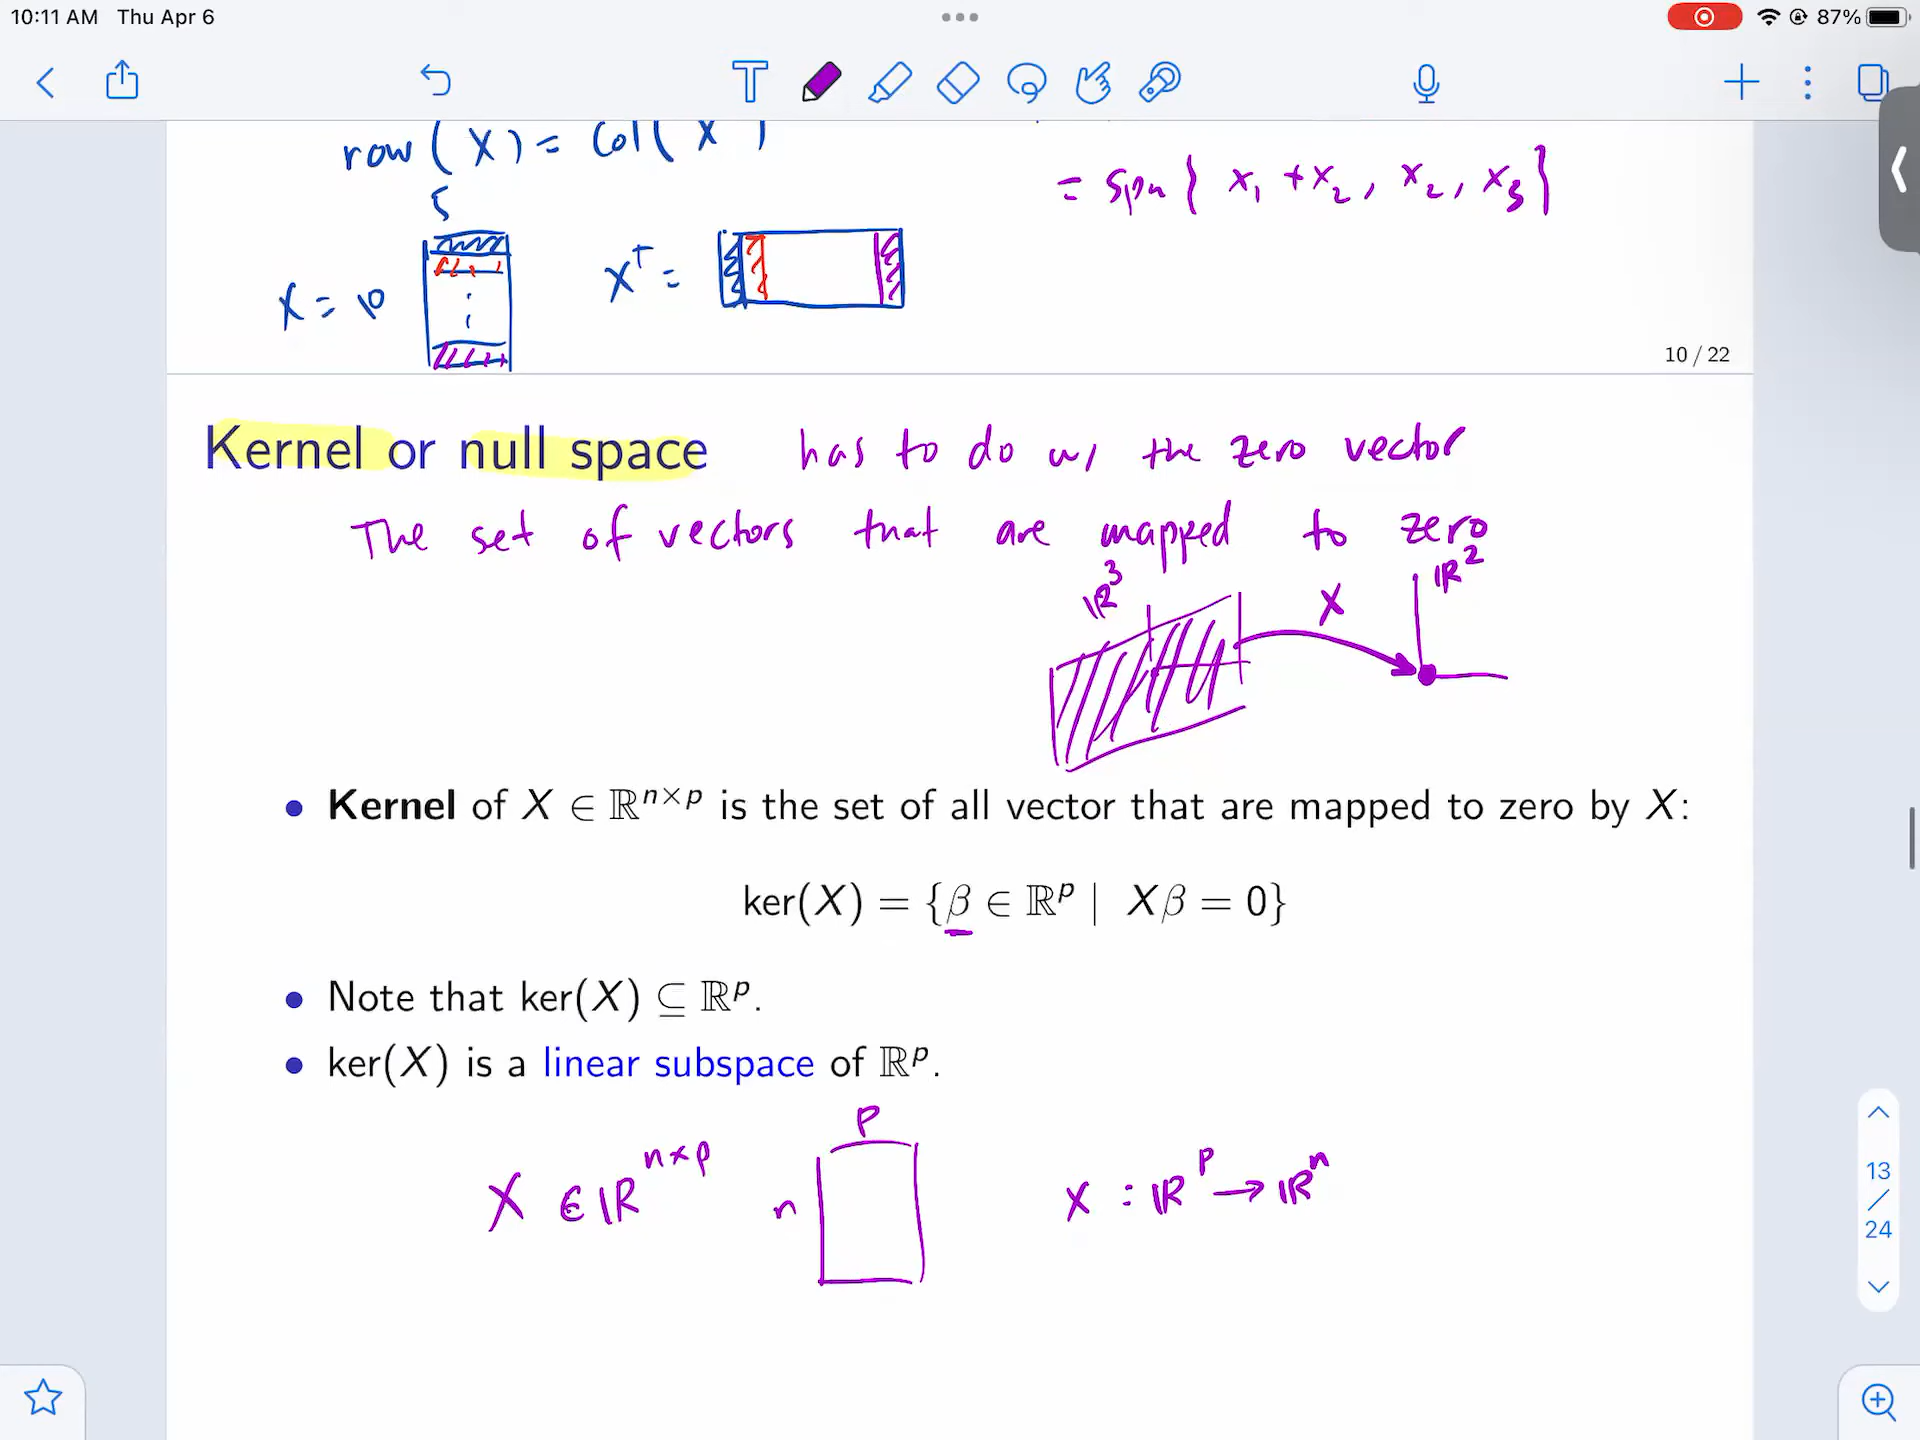 10:11 AM Thu Apr 6
87%
T
row ( X ) = Col( X )
= Span { x₁ + x₂, x₂, x₃ }
5
X = 10
Xᵀ =
10 / 22
Kernel or null space has to do w/ the zero vector
The set of vectors that are mapped to zero
ℝ³ X ℝ²
• Kernel of X ∈ ℝⁿˣᵖ is the set of all vector that are mapped to zero by X:
ker(X) = {β ∈ ℝᵖ | Xβ = 0}
• Note that ker(X) ⊆ ℝᵖ.
• ker(X) is a linear subspace of ℝᵖ.
P
X ∈ ℝⁿˣᵖ n X : ℝᵖ → ℝⁿ
13
/
24